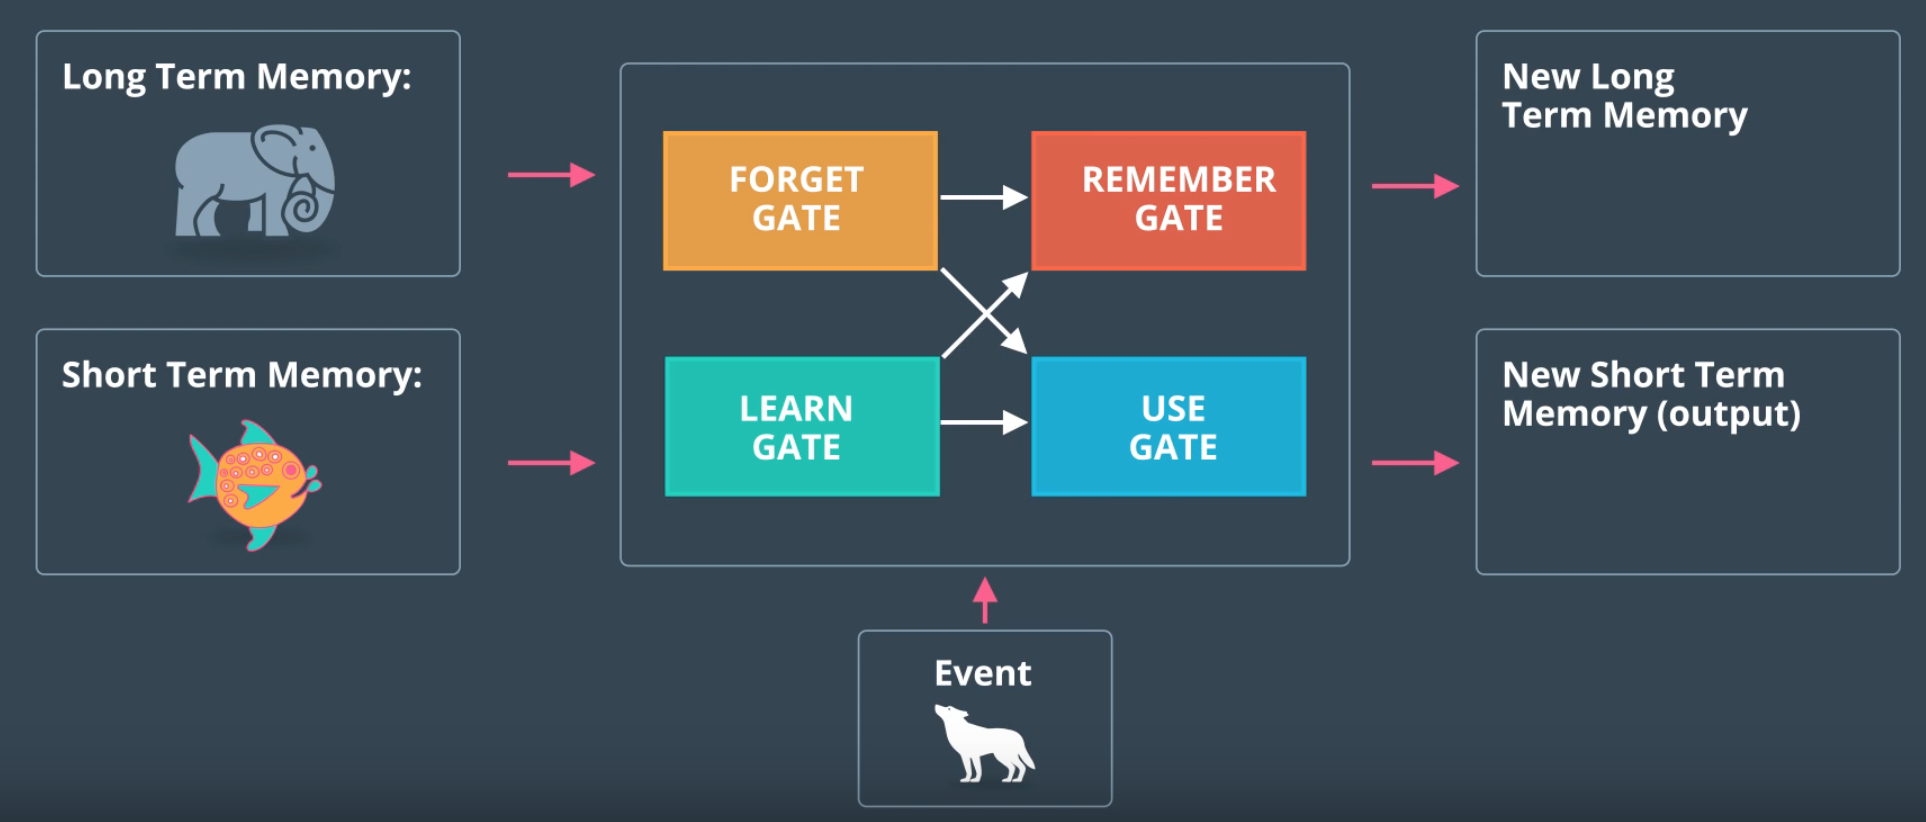 Long Term Memory:
Short Term Memory:
FORGET
GATE
REMEMBER
GATE
LEARN
GATE
USE
GATE
Event
New Long
Term Memory
New Short Term
Memory (output)